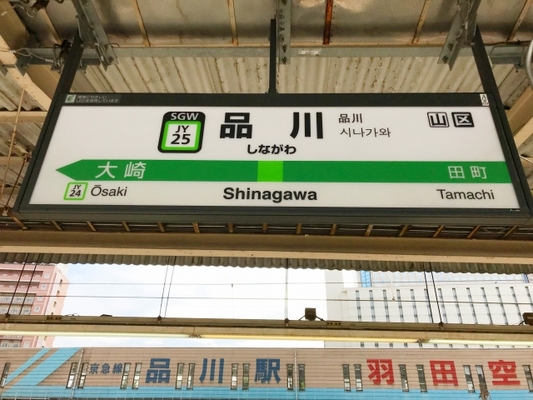 SGW
JY
25
品川
しながわ
品川
시나가와
山区
大崎
田町
JY
24
Ōsaki
Shinagawa
Tamachi
京急線 品川駅 羽田空